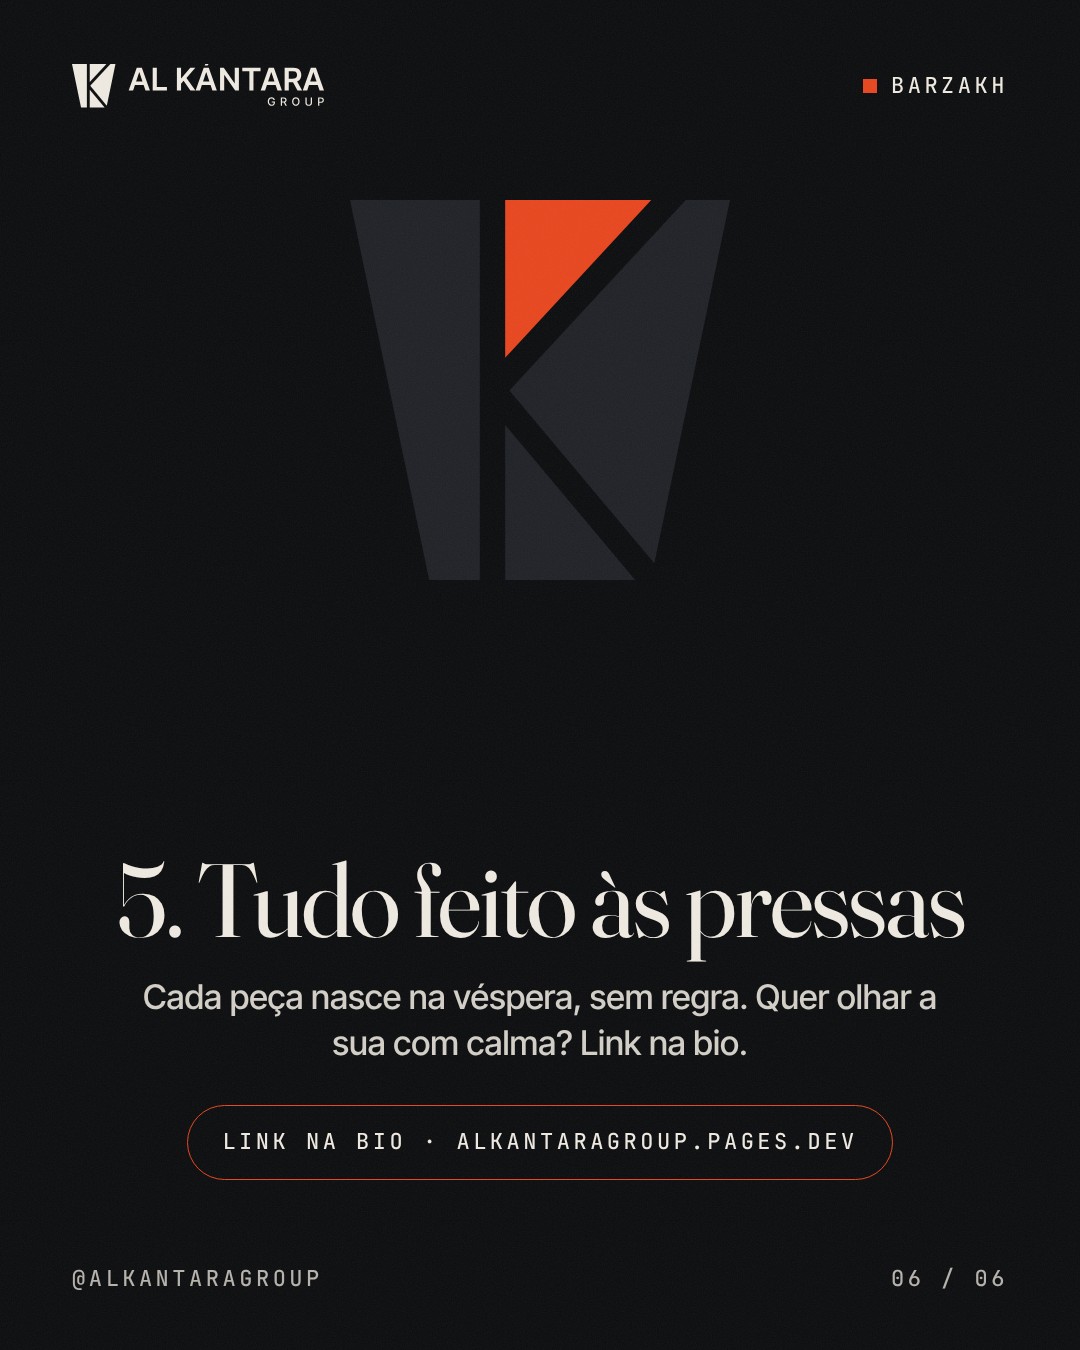 AL KÁNTARA
GROUP
BARZAKH
5. Tudo feito às pressas
Cada peça nasce na véspera, sem regra. Quer olhar a
sua com calma? Link na bio.
LINK NA BIO · ALKANTARAGROUP.PAGES.DEV
@ALKANTARAGROUP
06 / 06